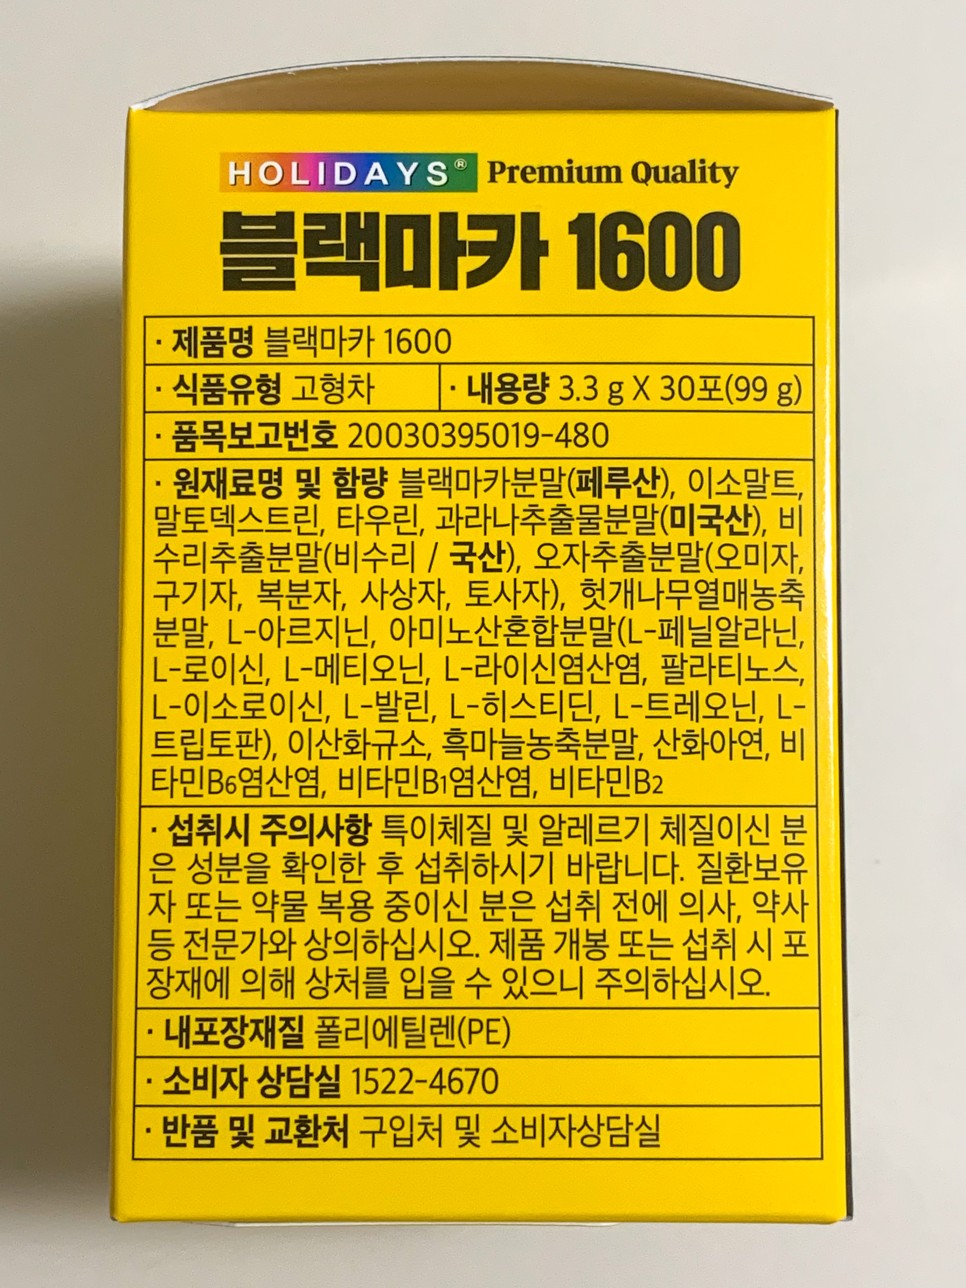 HOLIDAYS® Premium Quality
블랙마카 1600
· 제품명 블랙마카 1600
· 식품유형 고형차 · 내용량 3.3 g X 30포(99 g)
· 품목보고번호 20030395019-480
· 원재료명 및 함량 블랙마카분말(페루산), 이소말트,
말토덱스트린, 타우린, 과라나추출물분말(미국산), 비
수리추출분말(비수리 / 국산), 오자추출분말(오미자,
구기자, 복분자, 사상자, 토사자), 헛개나무열매농축
분말, L-아르지닌, 아미노산혼합분말(L-페닐알라닌,
L-로이신, L-메티오닌, L-라이신염산염, 팔라티노스,
L-이소로이신, L-발린, L-히스티딘, L-트레오닌, L-
트립토판), 이산화규소, 흑마늘농축분말, 산화아연, 비
타민B6염산염, 비타민B1염산염, 비타민B2
· 섭취시 주의사항 특이체질 및 알레르기 체질이신 분
은 성분을 확인한 후 섭취하시기 바랍니다. 질환보유
자 또는 약물 복용 중이신 분은 섭취 전에 의사, 약사
등 전문가와 상의하십시오. 제품 개봉 또는 섭취 시 포
장재에 의해 상처를 입을 수 있으니 주의하십시오.
· 내포장재질 폴리에틸렌(PE)
· 소비자 상담실 1522-4670
· 반품 및 교환처 구입처 및 소비자상담실